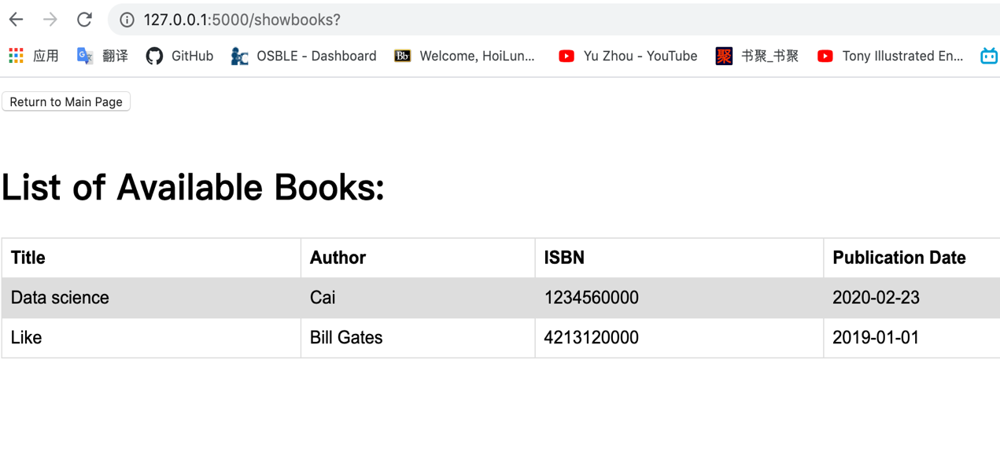 127.0.0.1:5000/showbooks?
应用 翻译 GitHub OSBLE - Dashboard Bb Welcome, HoiLun... Yu Zhou - YouTube 聚 书聚_书聚 Tony Illustrated En...
Return to Main Page
List of Available Books:
Title Author ISBN Publication Date
Data science Cai 1234560000 2020-02-23
Like Bill Gates 4213120000 2019-01-01